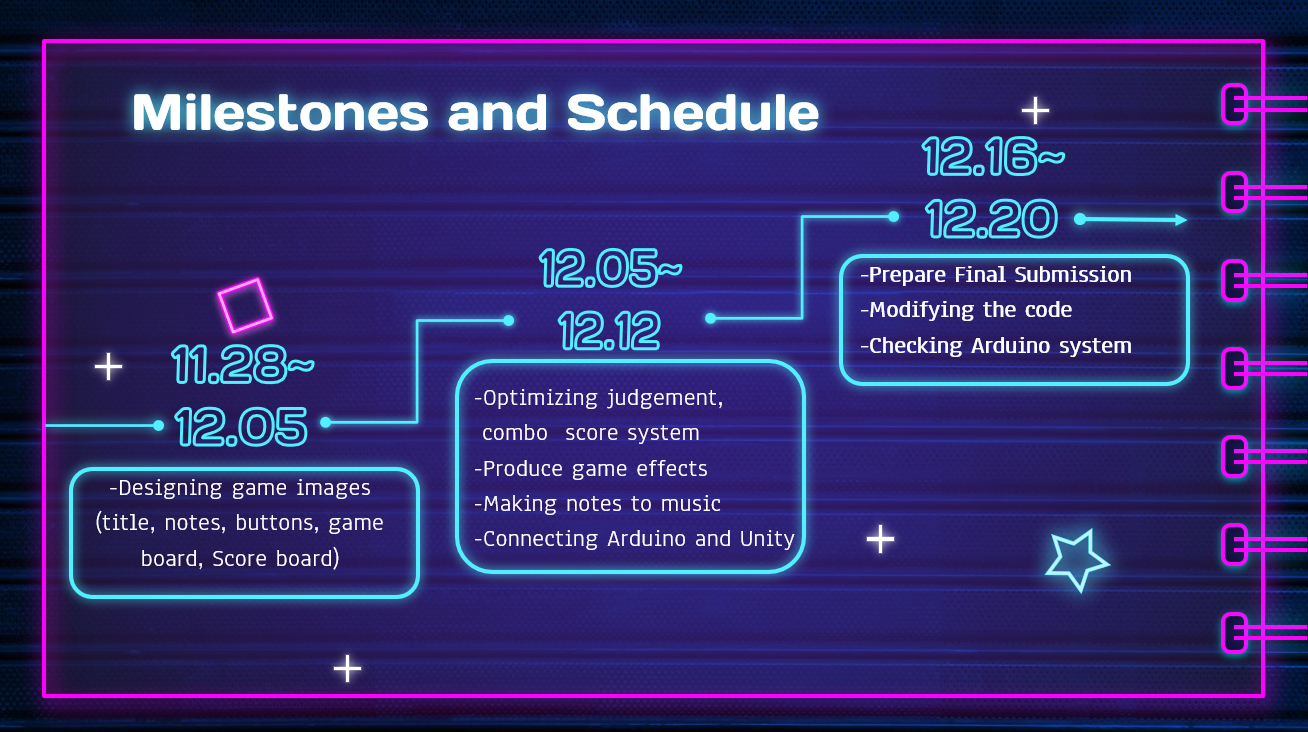 Milestones and Schedule
11.28~
12.05
-Designing game images
(title, notes, buttons, game
board, Score board)
12.05~
12.12
-Optimizing judgement,
combo score system
-Produce game effects
-Making notes to music
-Connecting Arduino and Unity
12.16~
12.20
-Prepare Final Submission
-Modifying the code
-Checking Arduino system